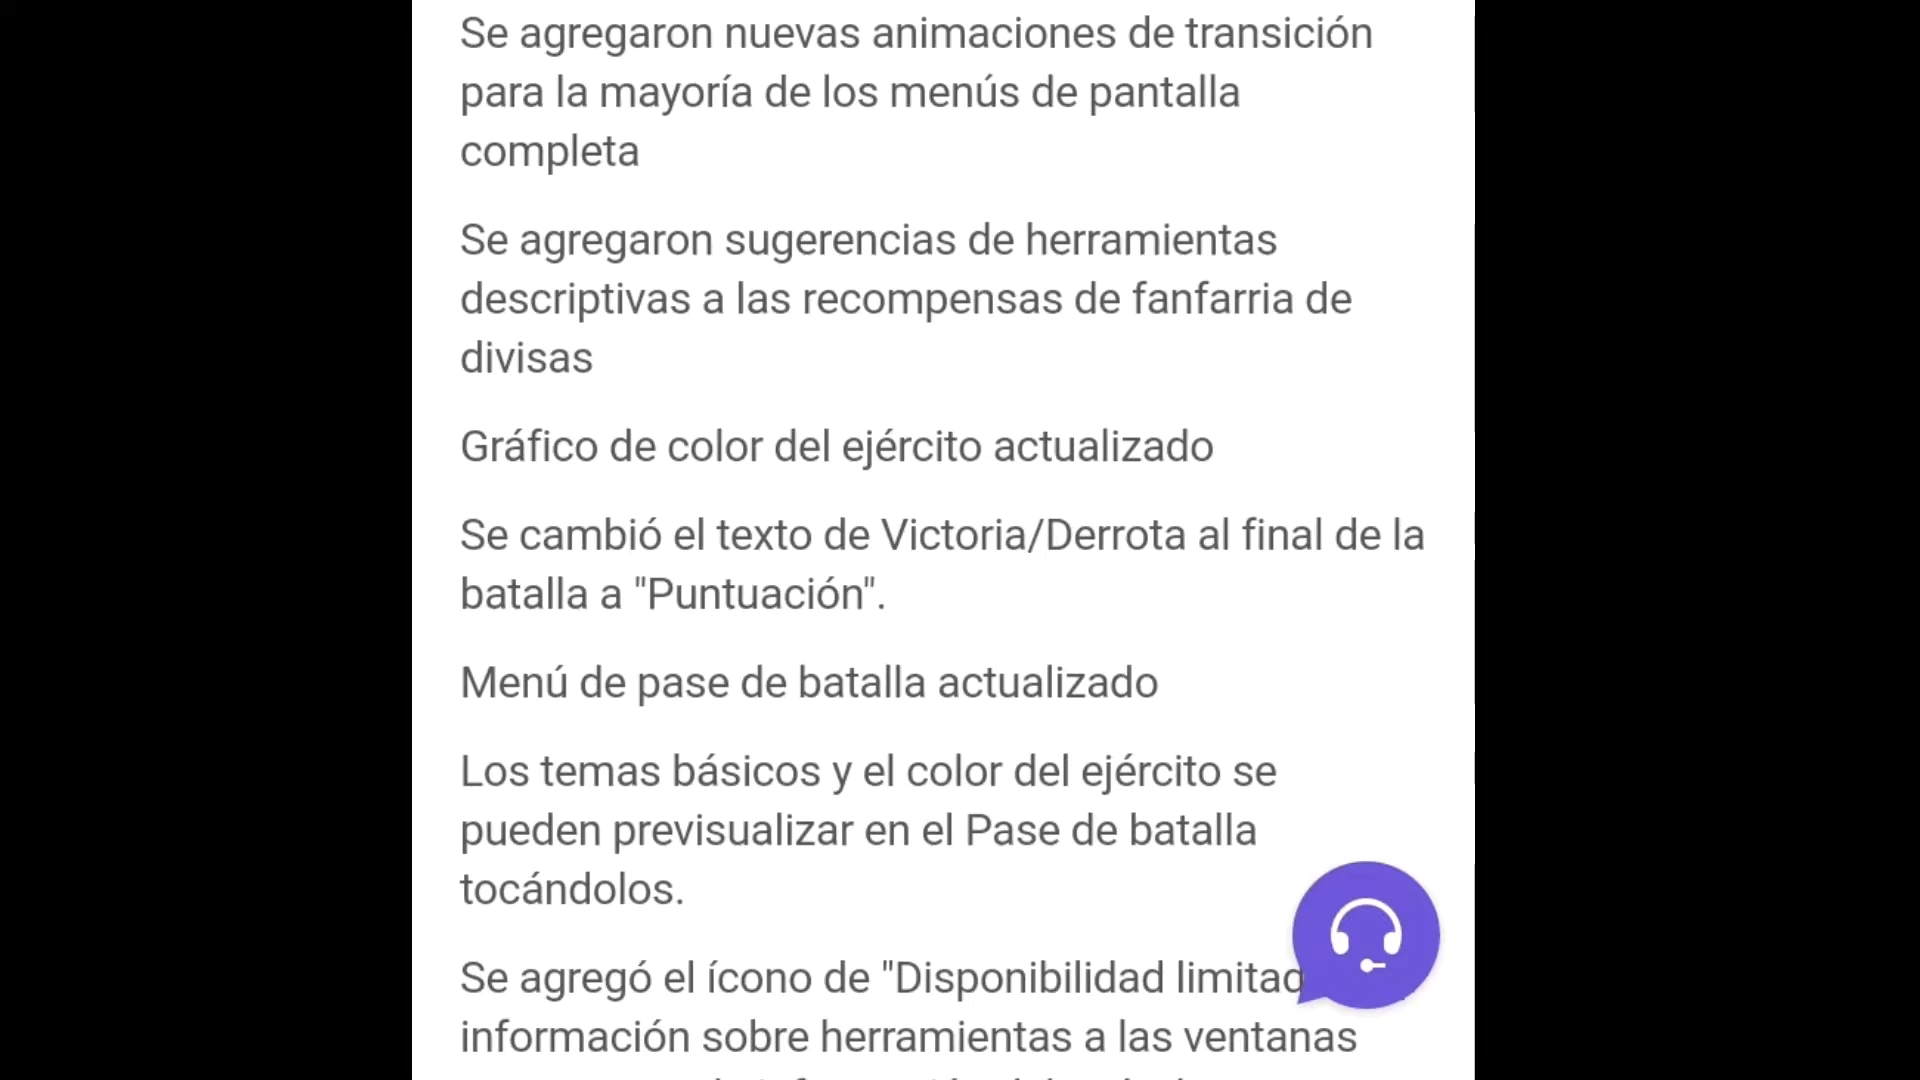 Se agregaron nuevas animaciones de transición
para la mayoría de los menús de pantalla
completa
Se agregaron sugerencias de herramientas
descriptivas a las recompensas de fanfarria de
divisas
Gráfico de color del ejército actualizado
Se cambió el texto de Victoria/Derrota al final de la
batalla a "Puntuación".
Menú de pase de batalla actualizado
Los temas básicos y el color del ejército se
pueden previsualizar en el Pase de batalla
tocándolos.
Se agregó el ícono de "Disponibilidad
información sobre herramientas a las ventanas